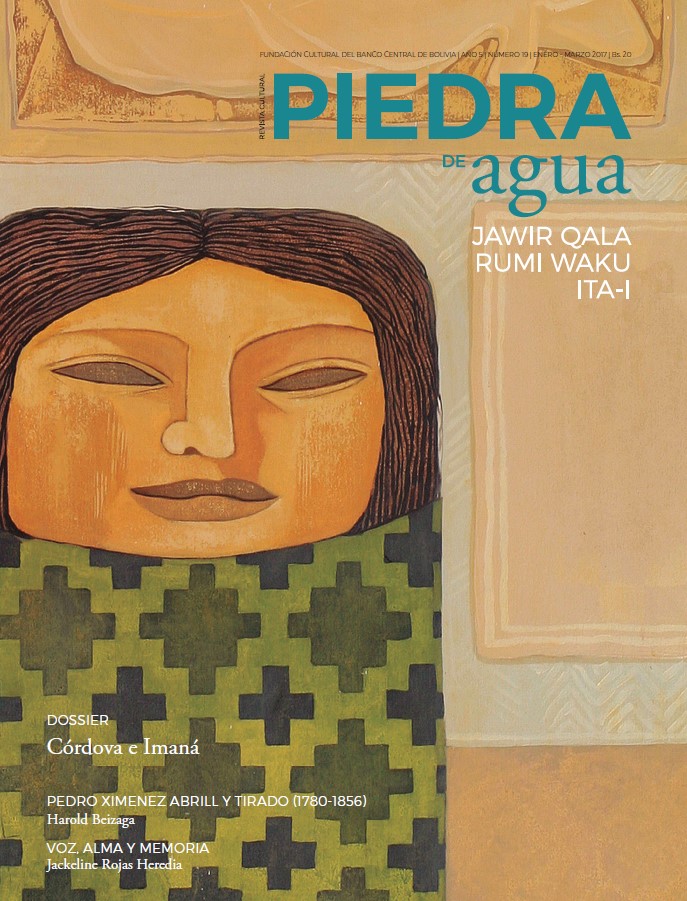 FUNDACIÓN CULTURAL DEL BANCO CENTRAL DE BOLIVIA | AÑO 5 | NÚMERO 19 | ENERO - MARZO 2017 | Bs. 20
REVISTA CULTURAL
PIEDRA
DE agua
JAWIR QALA
RUMI WAKU
ITA-I
DOSSIER
Córdova e Imaná
PEDRO XIMENEZ ABRILL Y TIRADO (1780-1856)
Harold Beizaga
VOZ, ALMA Y MEMORIA
Jackeline Rojas Heredia